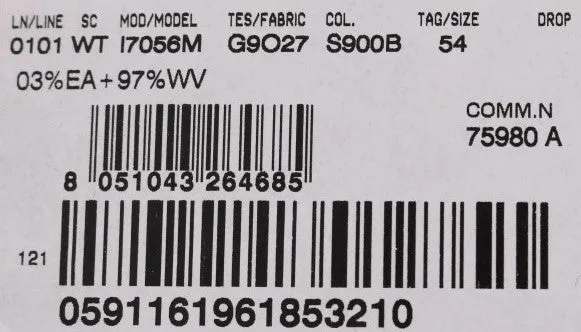 LN/LINE SC MOD/MODEL TES/FABRIC COL. TAG/SIZE DROP
0101 WT I7056M G9O27 S900B 54
03%EA+97%WV
COMM.N
75980 A
8 051043 264685
121
0591161961853210